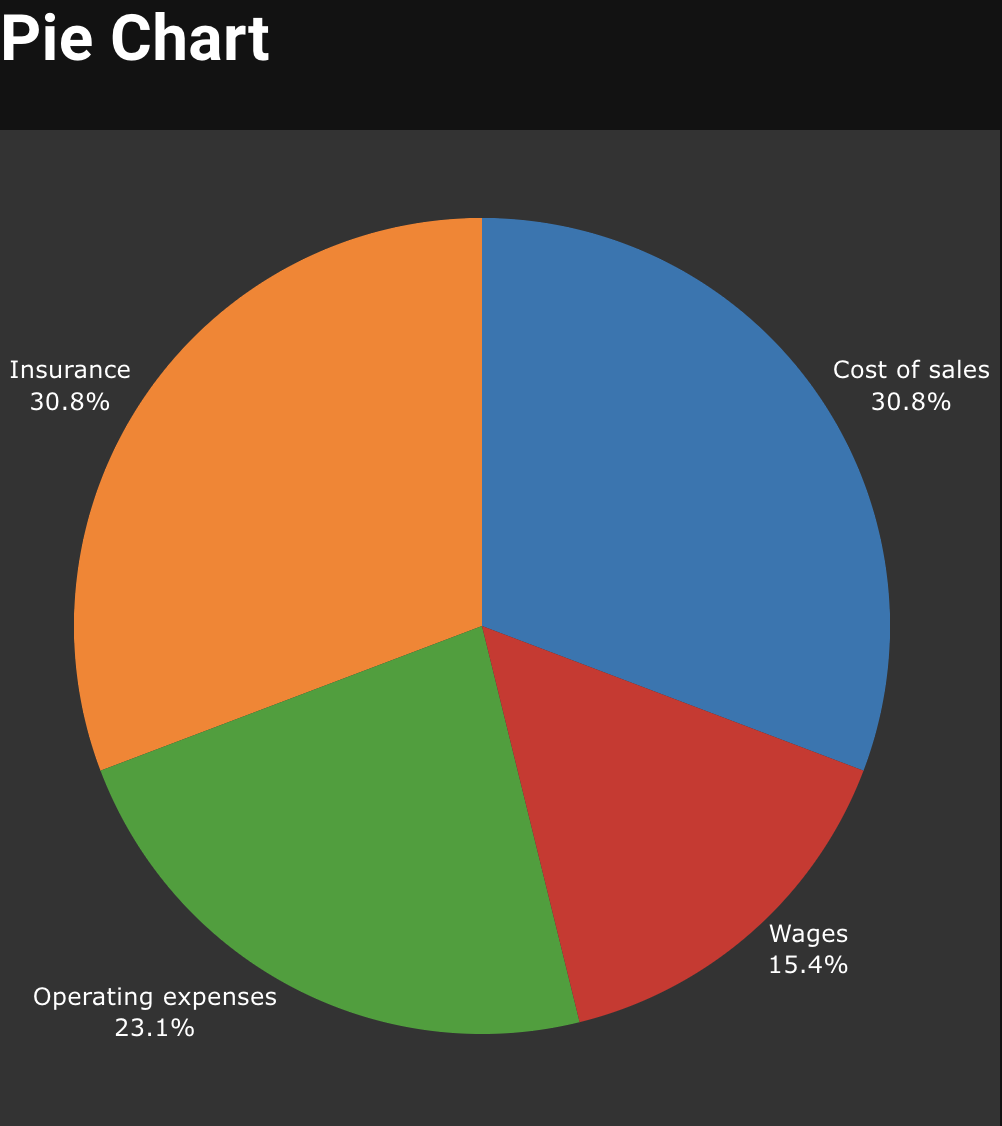 Pie Chart
Insurance
30.8%
Cost of sales
30.8%
Wages
15.4%
Operating expenses
23.1%